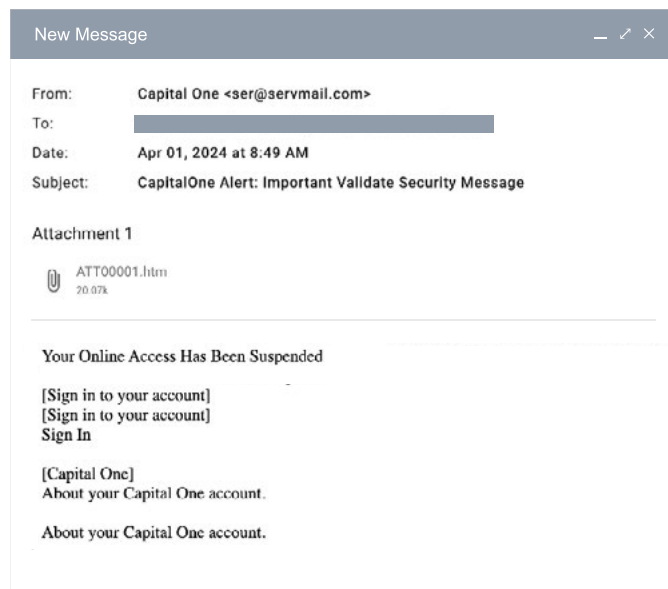 New Message
From: Capital One <ser@servmail.com>
To:
Date: Apr 01, 2024 at 8:49 AM
Subject: CapitalOne Alert: Important Validate Security Message
Attachment 1
ATT00001.htm
20.07k
Your Online Access Has Been Suspended
[Sign in to your account]
[Sign in to your account]
Sign In
[Capital One]
About your Capital One account.
About your Capital One account.